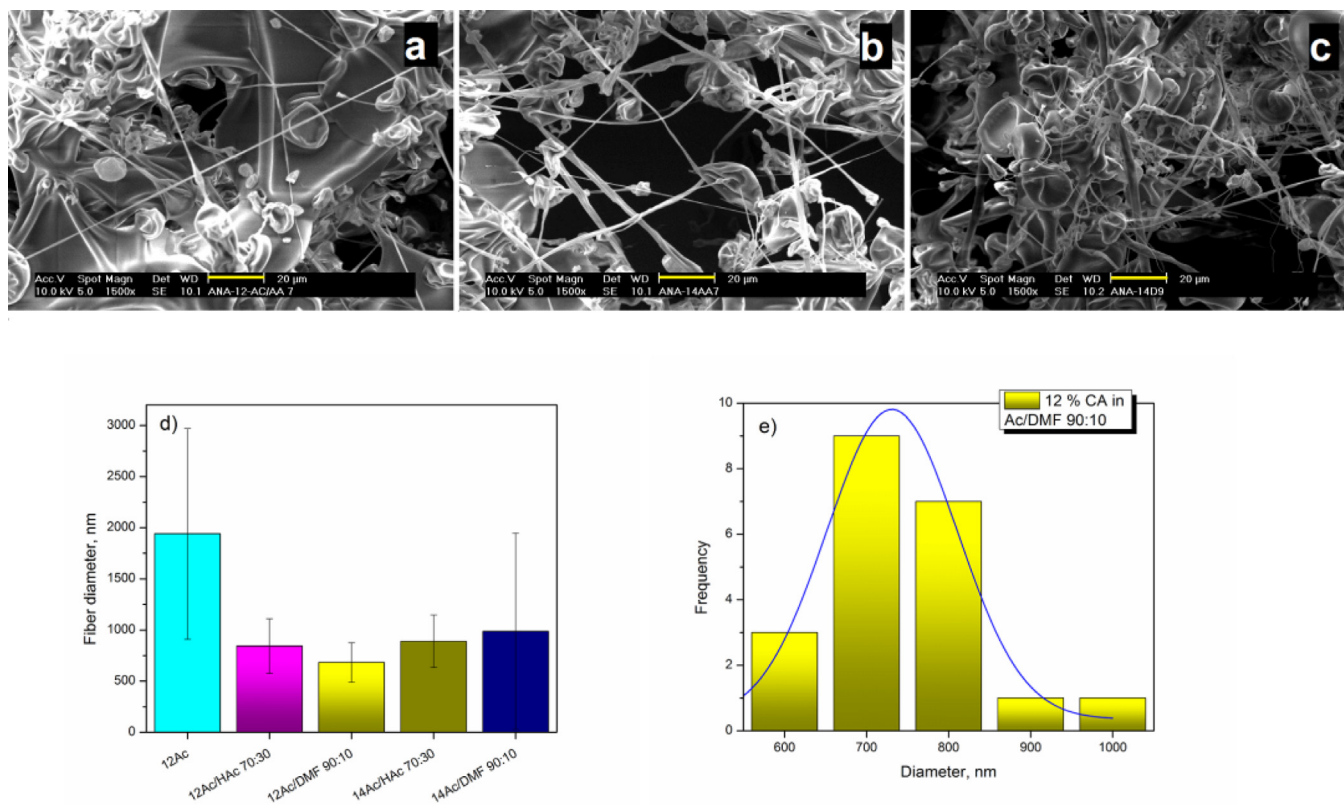 a
Acc.V Spot Magn Det WD 20 µm
10.0 kV 5.0 1500x SE 10.1 ANA-12-AC/AA 7
b
Acc.V Spot Magn Det WD 20 µm
10.0 kV 5.0 1500x SE 10.1 ANA-14AA7
c
Acc.V Spot Magn Det WD 20 µm
10.0 kV 5.0 1500x SE 10.2 ANA-14D9
d)
Fiber diameter, nm
3000
2500
2000
1500
1000
500
0
12Ac
12Ac/HAc 70:30
12Ac/DMF 90:10
14Ac/HAc 70:30
14Ac/DMF 90:10
e)
12 % CA in
Ac/DMF 90:10
Frequency
10
8
6
4
2
0
600 700 800 900 1000
Diameter, nm